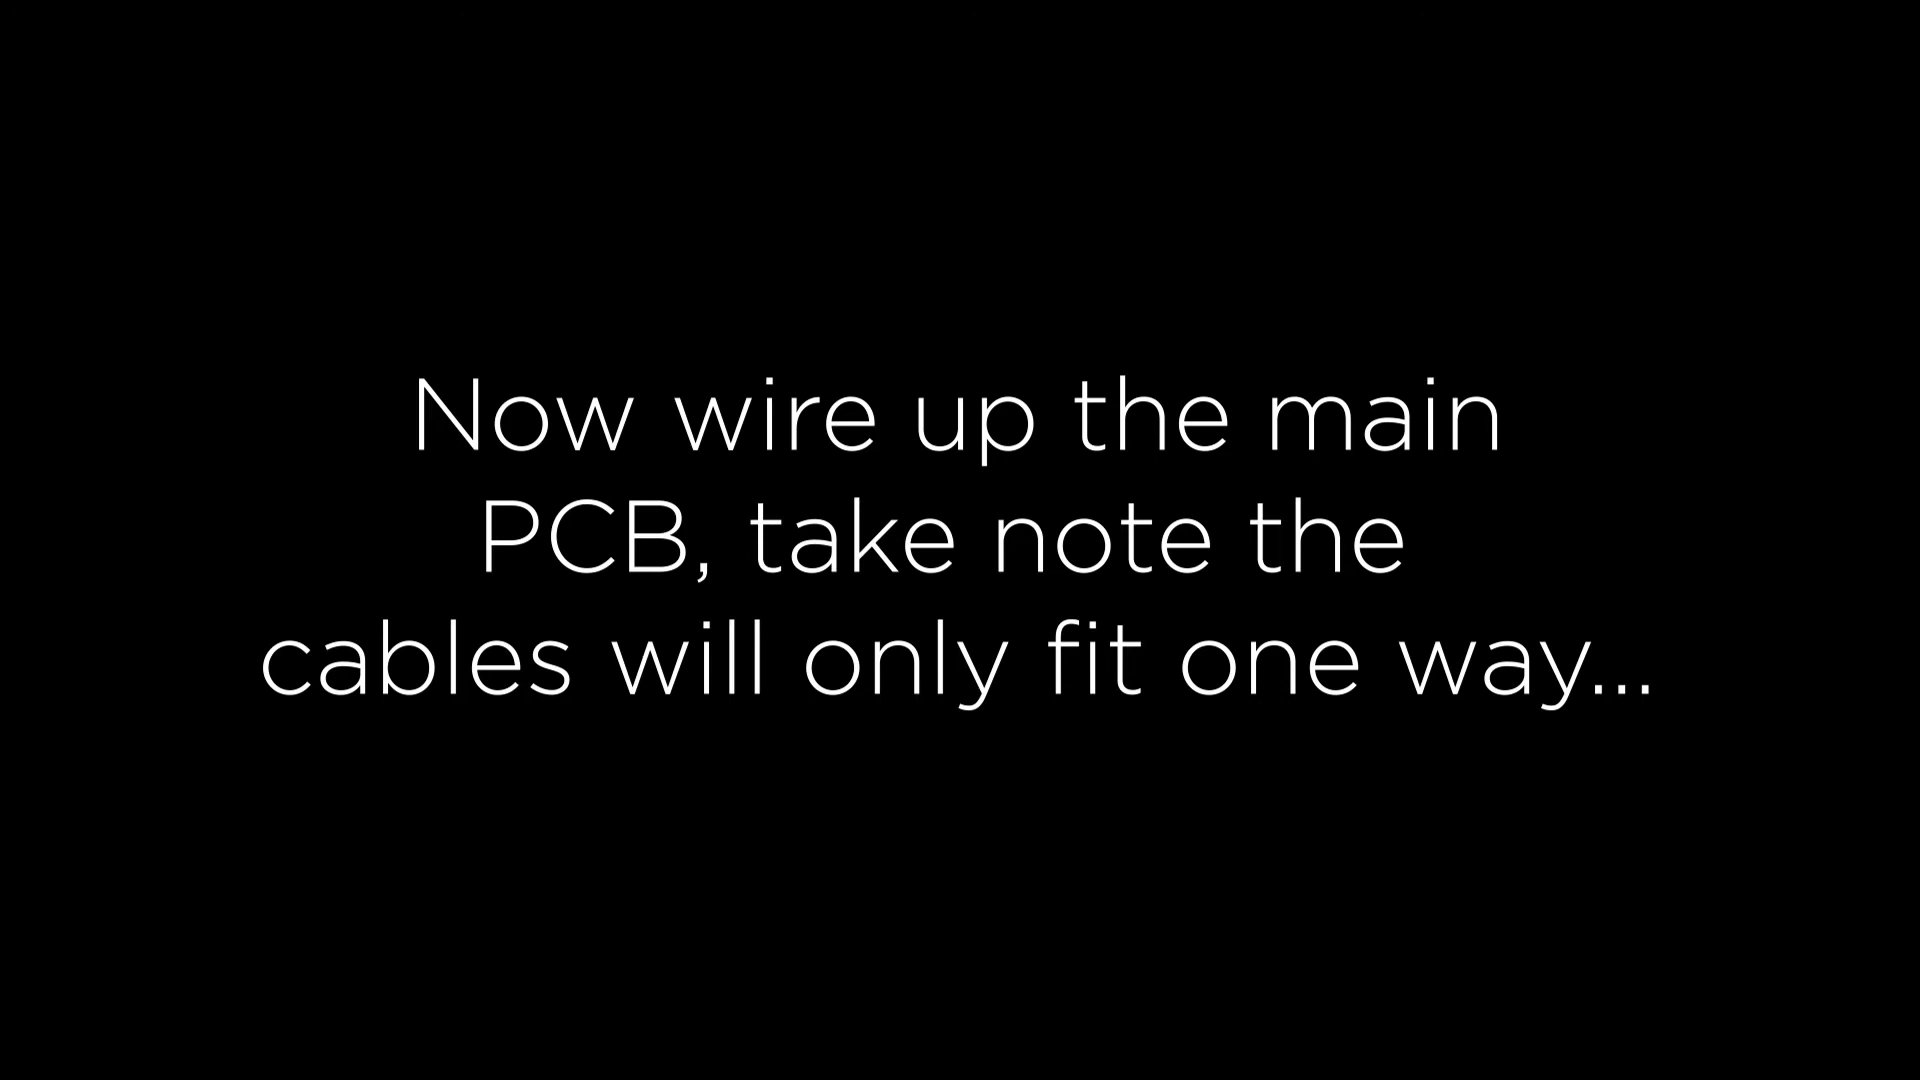 Now wire up the main
PCB, take note the
cables will only fit one way...